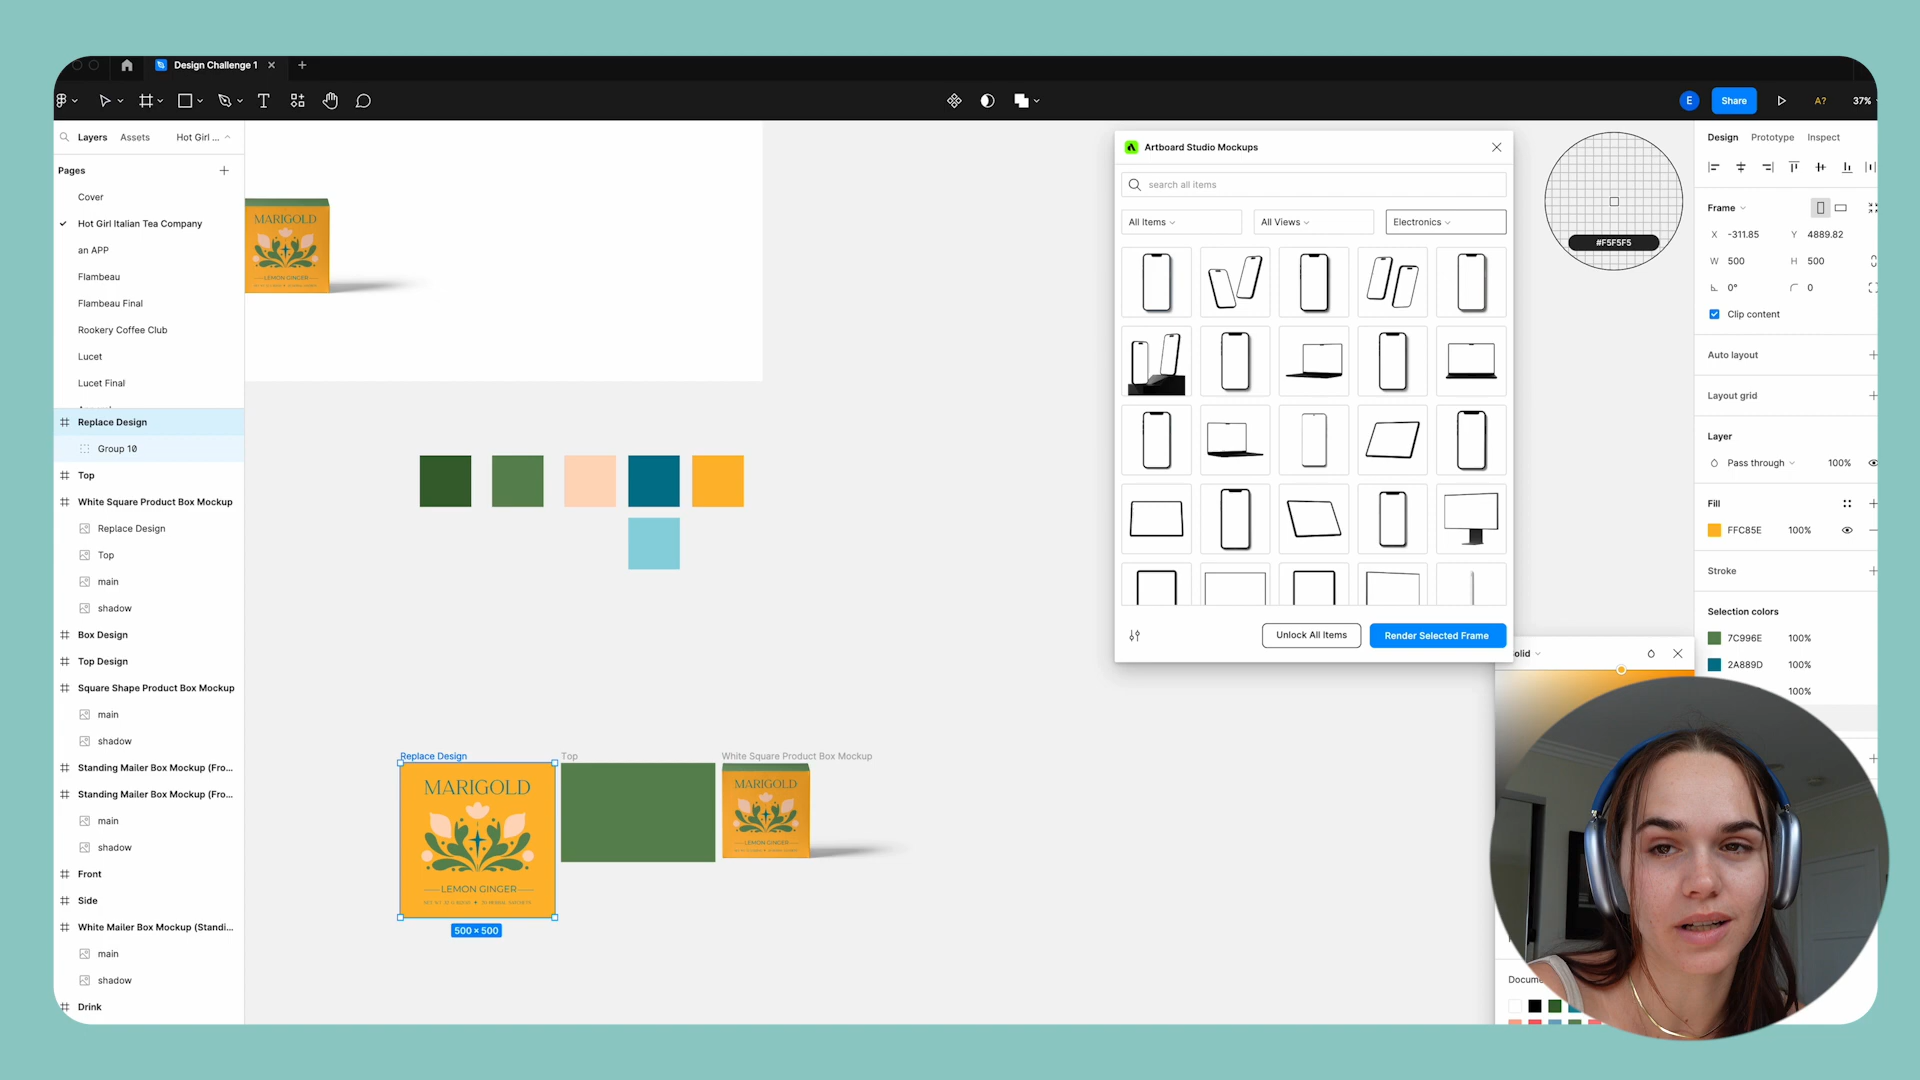 Design Challenge 1
Share
A?
37%
E
Layers
Assets
Hot Girl ...
Pages
Cover
Hot Girl Italian Tea Company
an APP
Flambeau
Flambeau Final
Rookery Coffee Club
Lucet
Lucet Final
Replace Design
Group 10
Top
White Square Product Box Mockup
Replace Design
Top
main
shadow
Box Design
Top Design
Square Shape Product Box Mockup
main
shadow
Standing Mailer Box Mockup (Fro...
Standing Mailer Box Mockup (Fro...
main
shadow
Front
Side
White Mailer Box Mockup (Standi...
main
shadow
Drink
MARIGOLD
LEMON GINGER
Replace Design
MARIGOLD
LEMON GINGER
500 × 500
Top
White Square Product Box Mockup
MARIGOLD
LEMON GINGER
Artboard Studio Mockups
search all items
All Items
All Views
Electronics
Unlock All Items
Render Selected Frame
#F5F5F5
Design
Prototype
Inspect
Frame
X -311.85
Y 4889.82
W 500
H 500
0°
0
Clip content
Auto layout
Layout grid
Layer
Pass through
100%
Fill
FFC85E
100%
Stroke
Selection colors
7C996E
100%
2A889D
100%
100%
olid
Docume